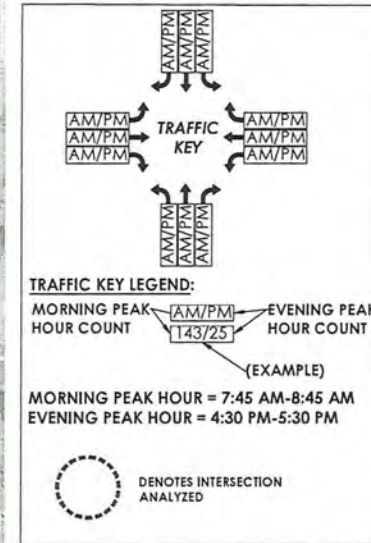 AM/PM AM/PM AM/PM
AM/PM
AM/PM
AM/PM
TRAFFIC
KEY
AM/PM
AM/PM
AM/PM
AM/PM AM/PM AM/PM
TRAFFIC KEY LEGEND:
MORNING PEAK
HOUR COUNT
AM/PM
143/25
EVENING PEAK
HOUR COUNT
(EXAMPLE)
MORNING PEAK HOUR = 7:45 AM-8:45 AM
EVENING PEAK HOUR = 4:30 PM-5:30 PM
DENOTES INTERSECTION
ANALYZED